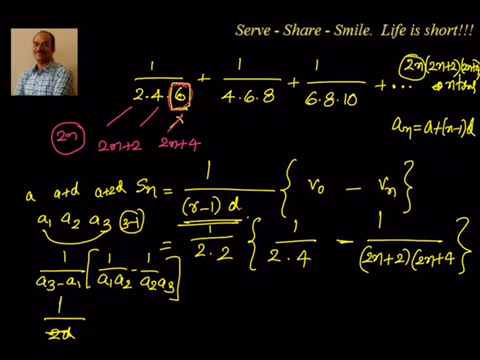 Serve - Share - Smile. Life is short!!!
1/(2·4·6) + 1/(4·6·8) + 1/(6·8·10) + ... n terms
2n (2n+2)(2n+4)
2n 2n+2 2n+4
aₙ = a+(n-1)d
a a+d a+2d Sₙ = 1/((r-1)d) { v₀ - vₙ }
a₁ a₂ a₃ 3-1
= 1/(2·2) { 1/(2·4) - 1/((2n+2)(2n+4) }
1/(a₃-a₁) [ 1/(a₁a₂) - 1/(a₂a₃) ]
1/(2d)